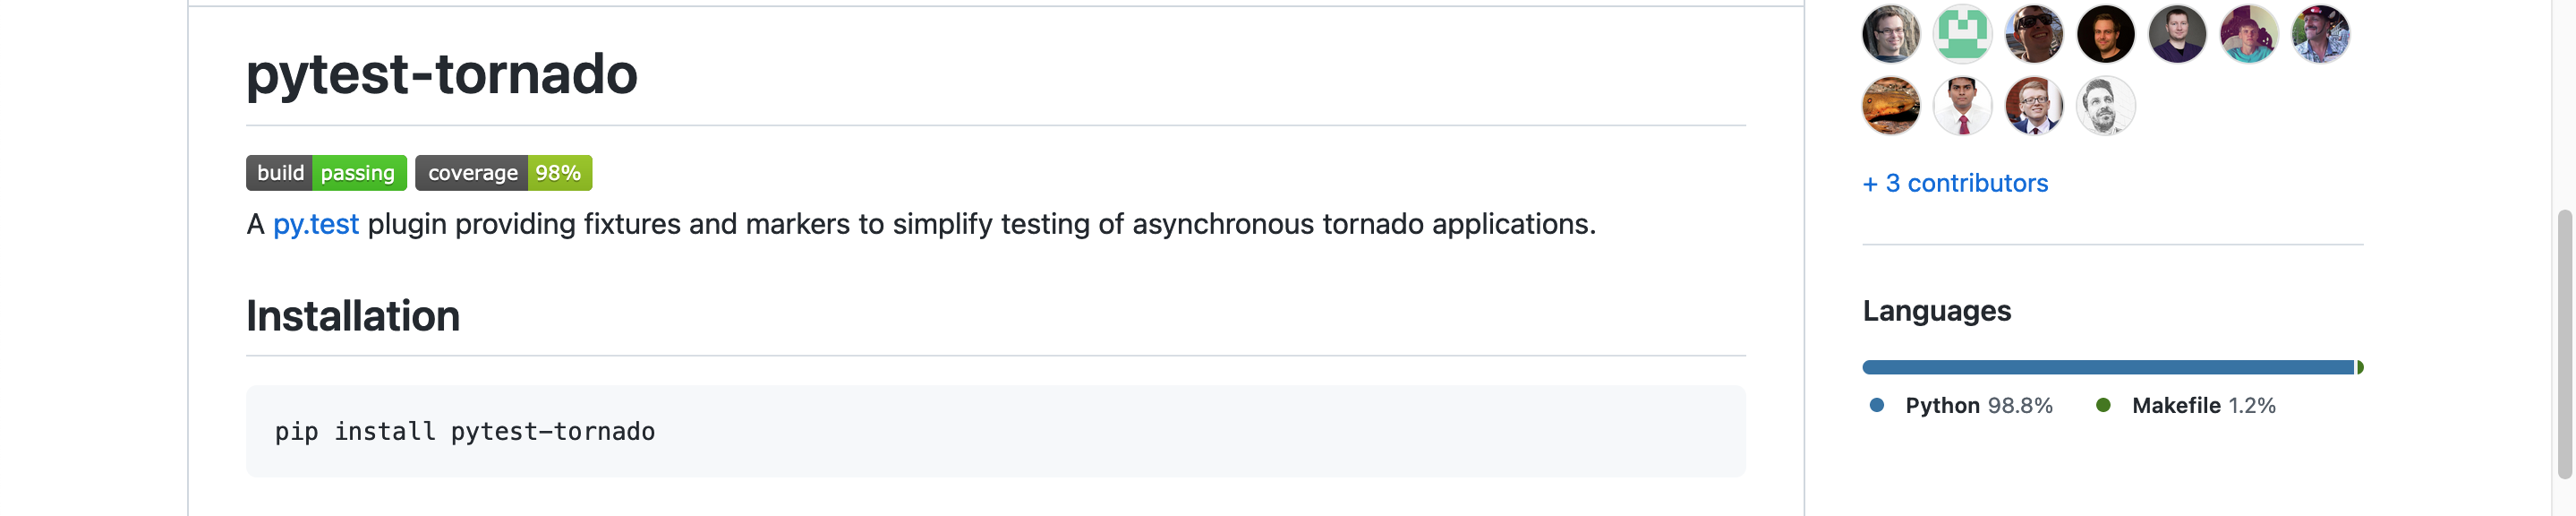 pytest-tornado
build passing coverage 98%
A py.test plugin providing fixtures and markers to simplify testing of asynchronous tornado applications.
Installation
pip install pytest-tornado
+ 3 contributors
Languages
Python 98.8% Makefile 1.2%